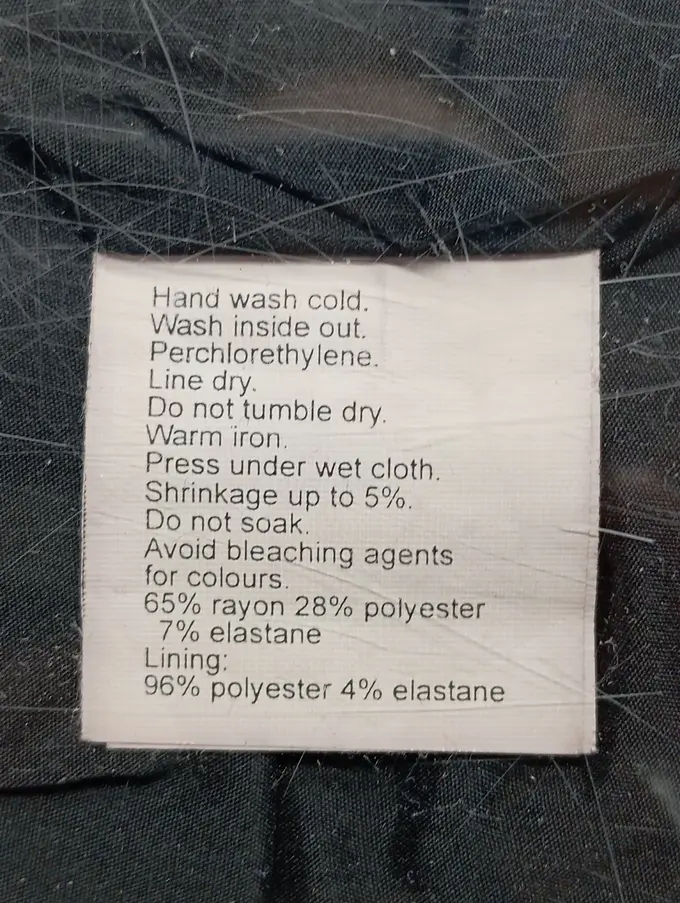 Hand wash cold.
Wash inside out.
Perchlorethylene.
Line dry.
Do not tumble dry.
Warm iron.
Press under wet cloth.
Shrinkage up to 5%.
Do not soak.
Avoid bleaching agents
for colours.
65% rayon 28% polyester
7% elastane
Lining:
96% polyester 4% elastane